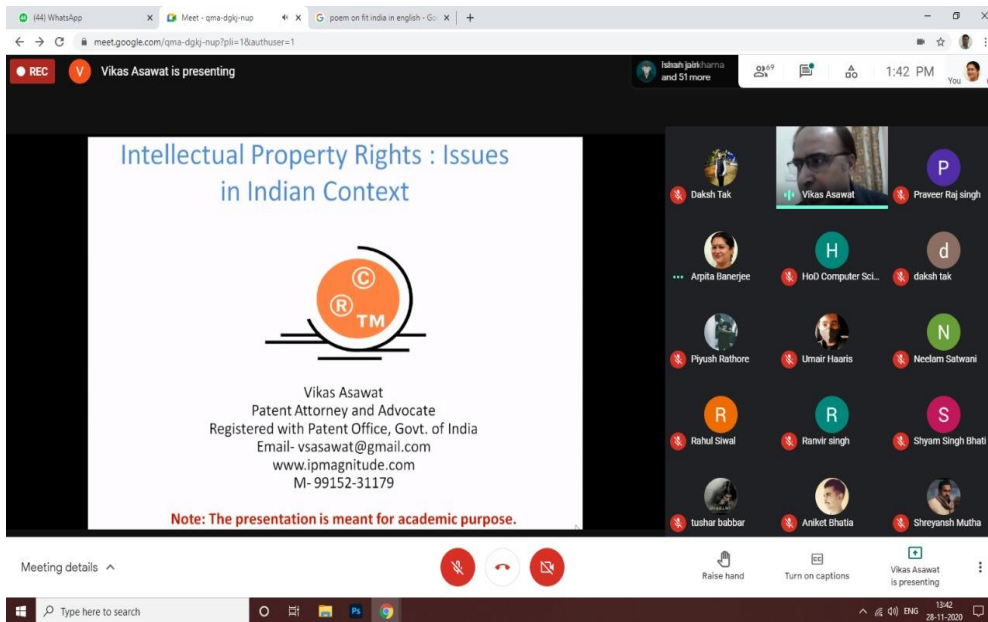 (44) WhatsApp
Meet - qma-dgkj-nup
poem on fit india in english - Go
meet.google.com/qma-dgkj-nup?pli=1&authuser=1
REC
V
Vikas Asawat is presenting
and 51 more
69
1:42 PM
You
Intellectual Property Rights : Issues
in Indian Context
©
®
TM
Vikas Asawat
Patent Attorney and Advocate
Registered with Patent Office, Govt. of India
Email- vsasawat@gmail.com
www.ipmagnitude.com
M- 99152-31179
Note: The presentation is meant for academic purpose.
Daksh Tak
Vikas Asawat
P
Praveer Raj singh
Arpita Banerjee
H
HoD Computer Sci...
d
daksh tak
Piyush Rathore
Umair Haaris
N
Neelam Satwani
R
Rahul Siwal
R
Ranvir singh
S
Shyam Singh Bhati
tushar babbar
Aniket Bhatia
Shreyansh Mutha
Meeting details
Raise hand
CC
Turn on captions
Vikas Asawat
is presenting
Type here to search
Ps
ENG
13:42
28-11-2020